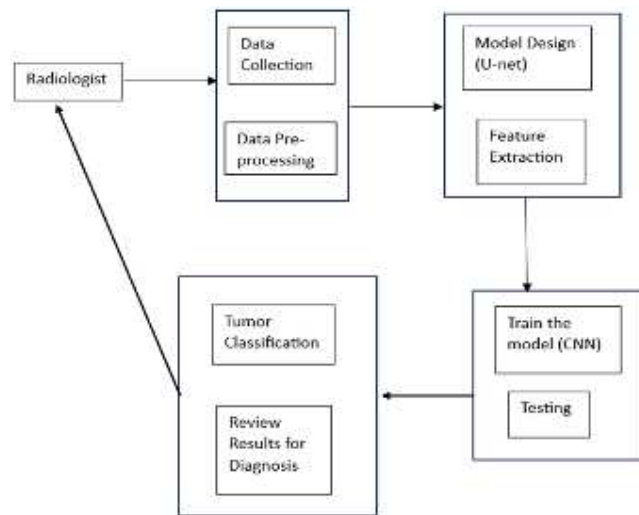 Radiologist
Data
Collection
Data Pre-
processing
Model Design
(U-net)
Feature
Extraction
Train the
model (CNN)
Testing
Tumor
Classification
Review
Results for
Diagnosis